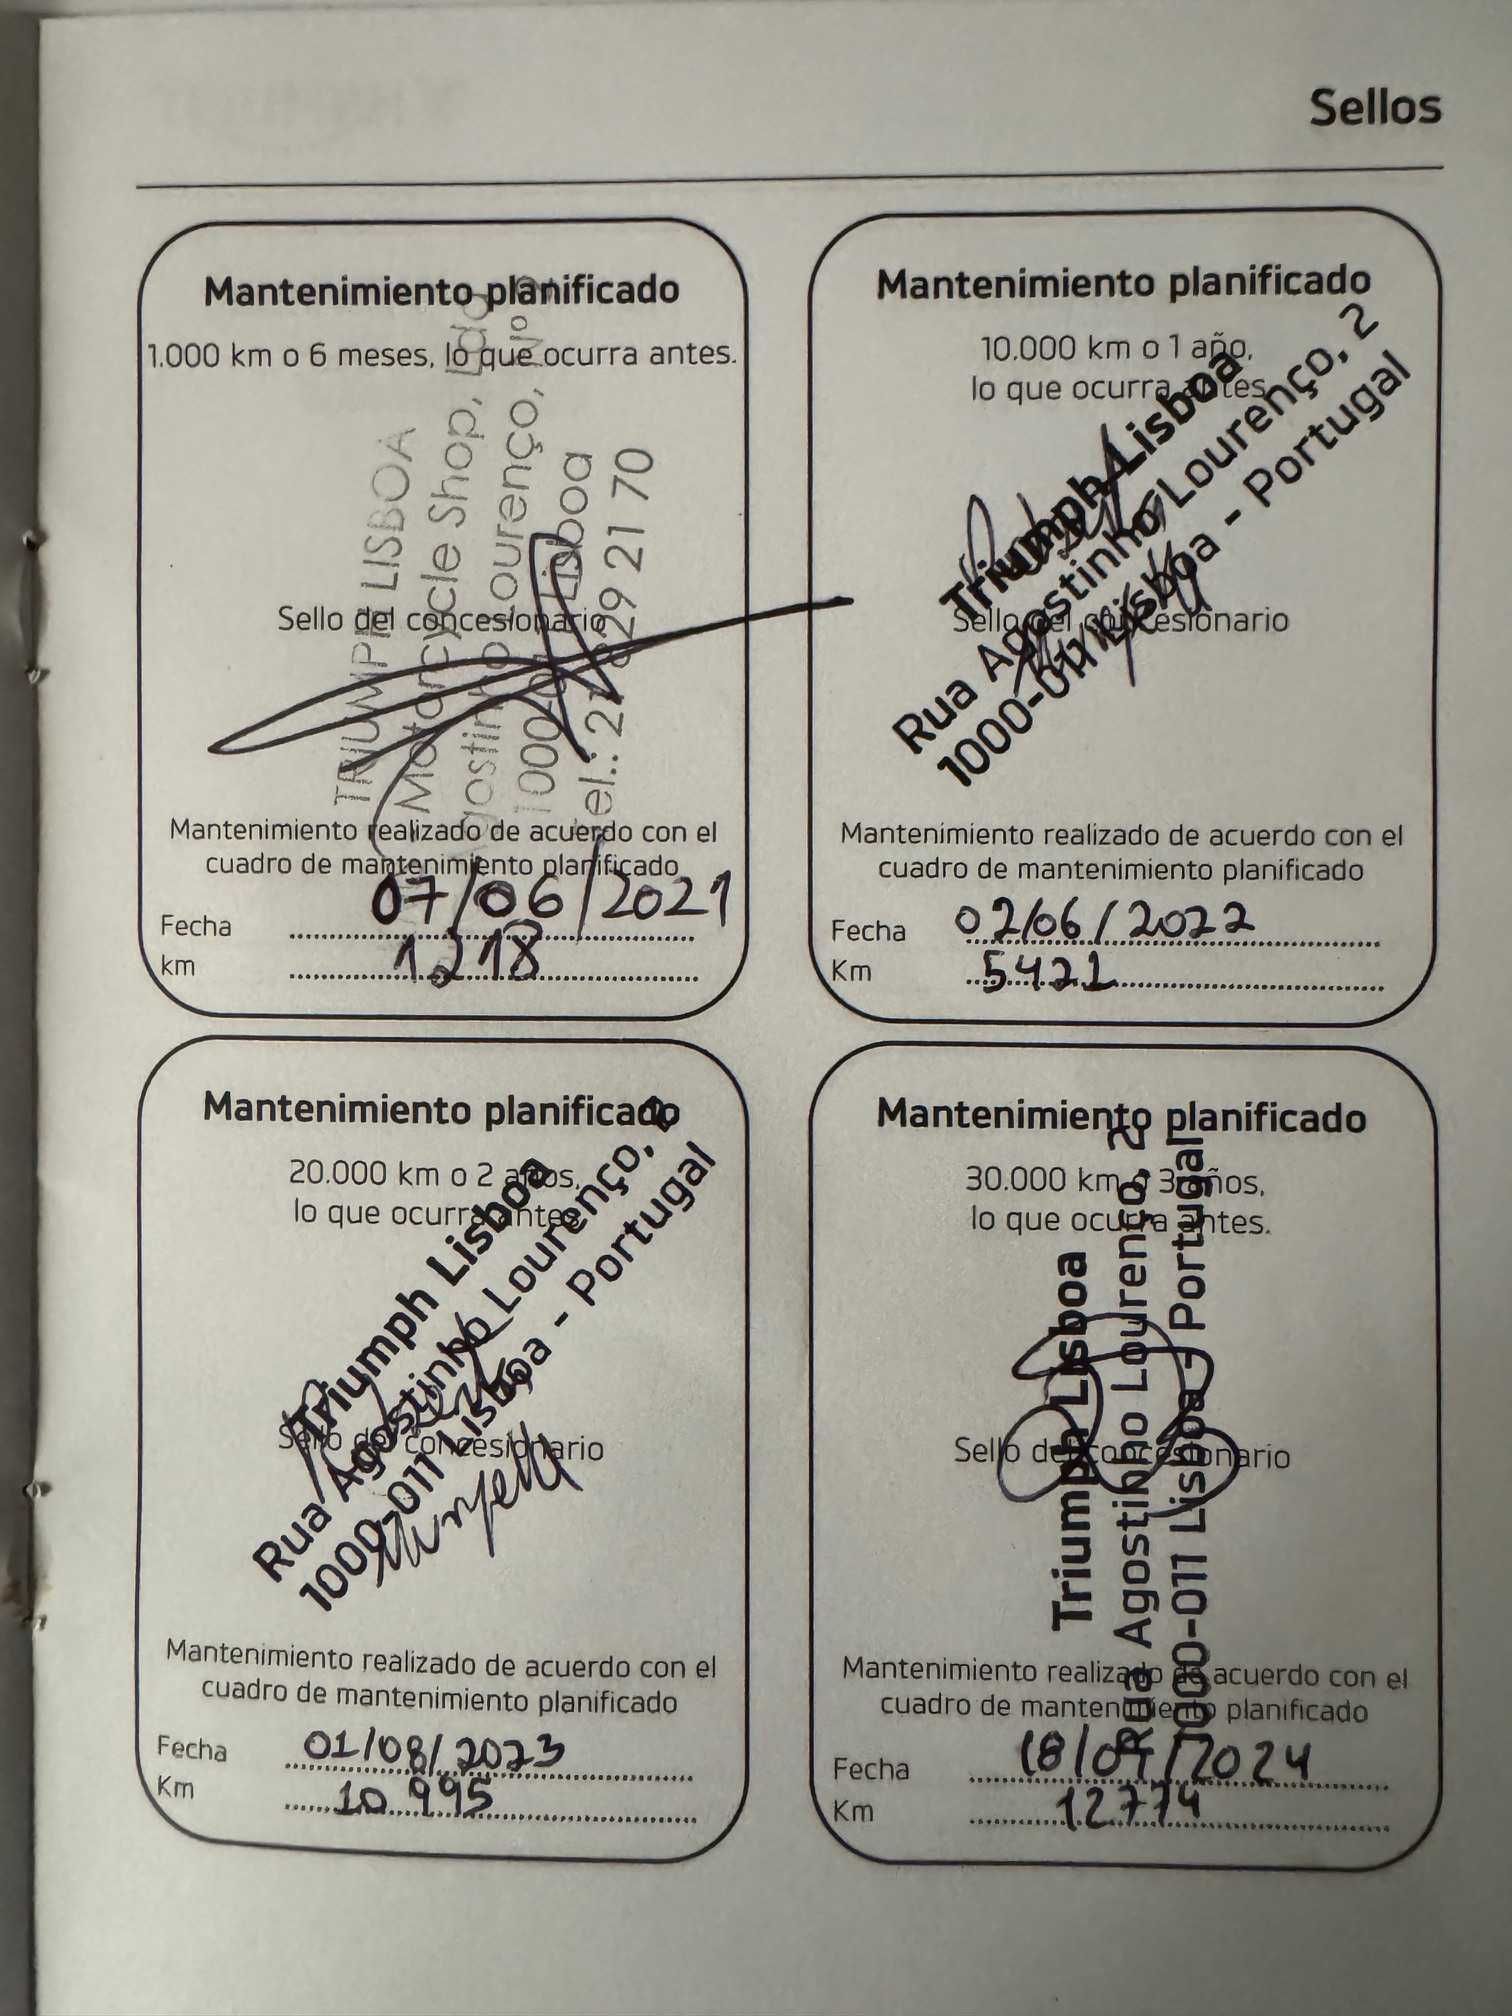 Sellos
Mantenimiento planificado
1.000 km o 6 meses, lo que ocurra antes.
TRIUMPH LISBOA
Motorcycle Shop, Lda
Agostinho Lourenço, Nº 2
1000-011 Lisboa
Tel.: 21 829 21 70
Sello del concesionario
Mantenimiento realizado de acuerdo con el
cuadro de mantenimiento planificado
Fecha 07/06/2021
km 1218
Mantenimiento planificado
10.000 km o 1 año,
lo que ocurra antes.
Triumph Lisboa
Rua Agostinho Lourenço, 2
1000-011 Lisboa - Portugal
Sello del concesionario
Mantenimiento realizado de acuerdo con el
cuadro de mantenimiento planificado
Fecha 02/06/2022
Km 5421
Mantenimiento planificado
20.000 km o 2 años,
lo que ocurra antes.
Triumph Lisboa
Rua Agostinho Lourenço, 2
1000-011 Lisboa - Portugal
Sello del concesionario
Mantenimiento realizado de acuerdo con el
cuadro de mantenimiento planificado
Fecha 01/08/2023
Km 10 995
Mantenimiento planificado
30.000 km o 3 años,
lo que ocurra antes.
Triumph Lisboa
Rua Agostinho Lourenço, 2
1000-011 Lisboa - Portugal
Sello del concesionario
Mantenimiento realizado de acuerdo con el
cuadro de mantenimiento planificado
Fecha
Km 12774